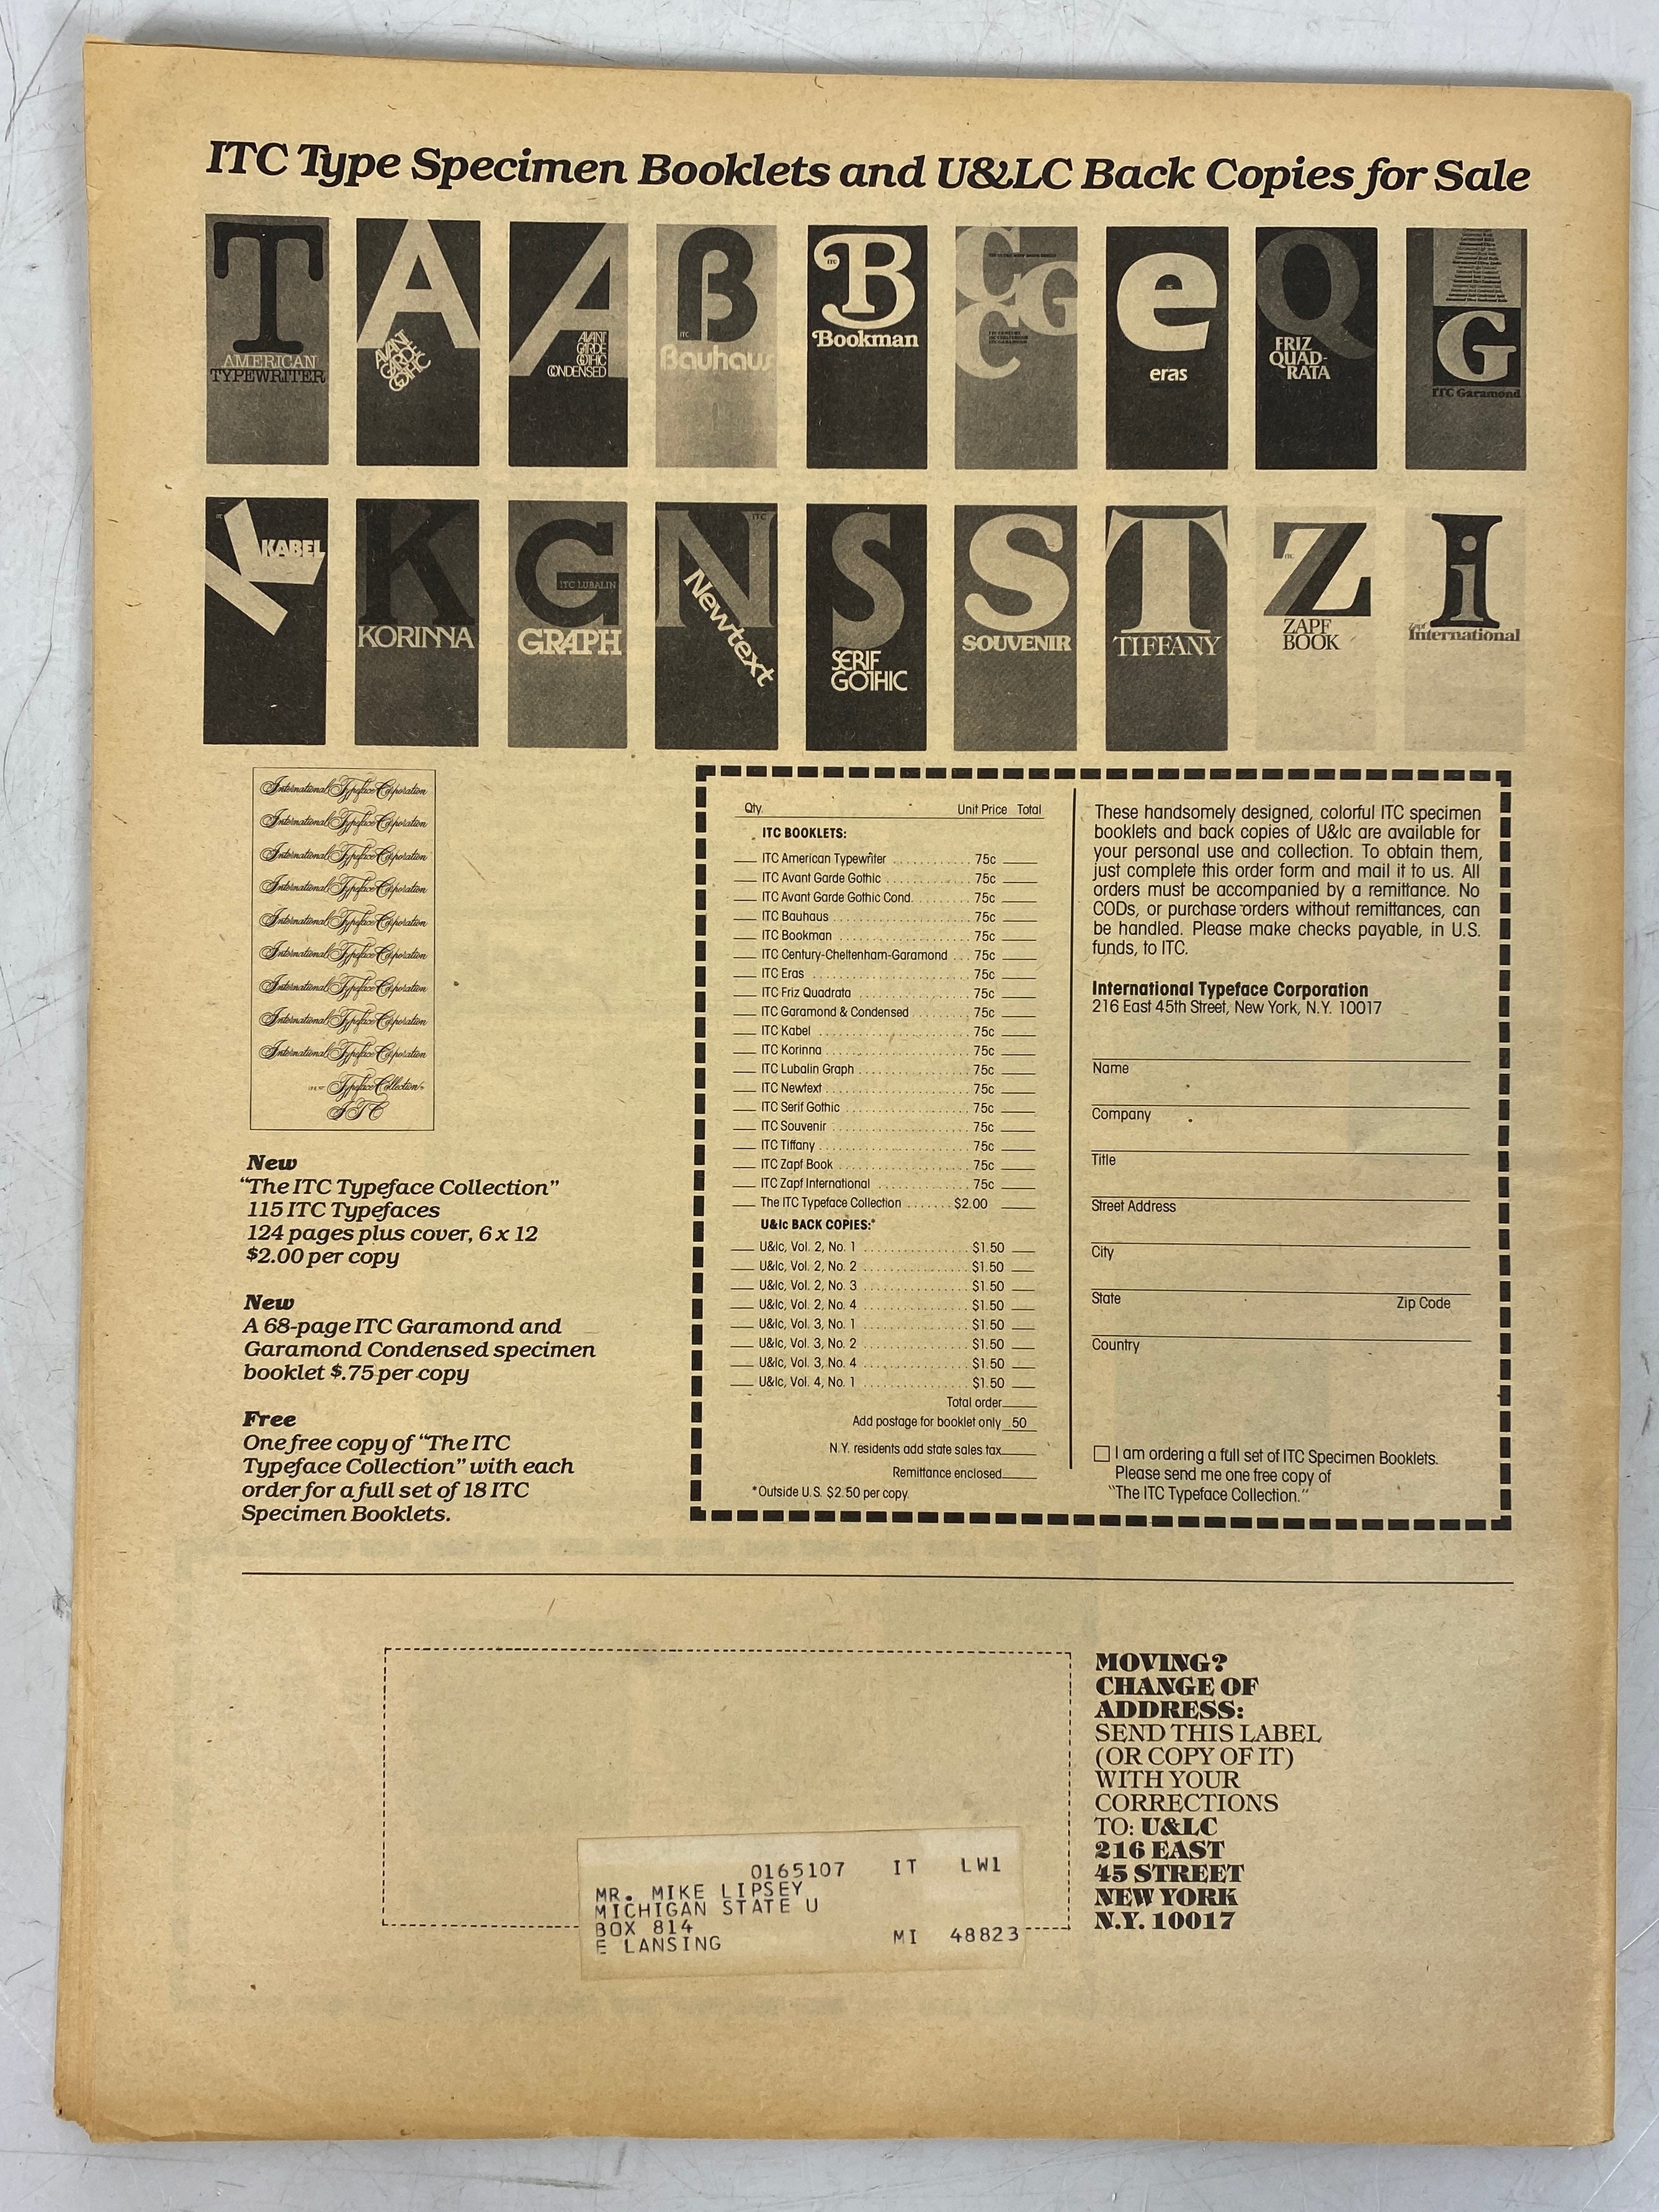 ITC Type Specimen Booklets and U&LC Back Copies for Sale
AMERICAN
TYPEWRITER
AVANT
GARDE
GOTHIC
AVANT
GARDE
GOTHIC
CONDENSED
ITC
Bauhaus
ITC
Bookman
eras
FRIZ
QUAD-
RATA
ITC Garamond
KABEL
KORINNA
ITC LUBALIN
GRAPH
ITC
Newtext
SERIF
GOTHIC
SOUVENIR
TIFFANY
ITC
ZAPF
BOOK
Zapf
International
International Typeface Corporation
International Typeface Corporation
International Typeface Corporation
International Typeface Corporation
International Typeface Corporation
International Typeface Corporation
International Typeface Corporation
International Typeface Corporation
International Typeface Corporation
Typeface Collection
ITC
New
“The ITC Typeface Collection”
115 ITC Typefaces
124 pages plus cover, 6 x 12
$2.00 per copy
New
A 68-page ITC Garamond and
Garamond Condensed specimen
booklet $.75 per copy
Free
One free copy of “The ITC
Typeface Collection” with each
order for a full set of 18 ITC
Specimen Booklets.
Qty. Unit Price Total
ITC BOOKLETS:
ITC American Typewriter 75c
ITC Avant Garde Gothic 75c
ITC Avant Garde Gothic Cond. 75c
ITC Bauhaus 75c
ITC Bookman 75c
ITC Century-Cheltenham-Garamond 75c
ITC Eras 75c
ITC Friz Quadrata 75c
ITC Garamond & Condensed 75c
ITC Kabel 75c
ITC Korinna 75c
ITC Lubalin Graph 75c
ITC Newtext 75c
ITC Serif Gothic 75c
ITC Souvenir 75c
ITC Tiffany 75c
ITC Zapf Book 75c
ITC Zapf International 75c
The ITC Typeface Collection $2.00
U&lc BACK COPIES:*
U&lc, Vol. 2, No. 1 $1.50
U&lc, Vol. 2, No. 2 $1.50
U&lc, Vol. 2, No. 3 $1.50
U&lc, Vol. 2, No. 4 $1.50
U&lc, Vol. 3, No. 1 $1.50
U&lc, Vol. 3, No. 2 $1.50
U&lc, Vol. 3, No. 4 $1.50
U&lc, Vol. 4, No. 1 $1.50
Total order
Add postage for booklet only .50
N.Y. residents add state sales tax
Remittance enclosed
*Outside U.S. $2.50 per copy.
These handsomely designed, colorful ITC specimen
booklets and back copies of U&lc are available for
your personal use and collection. To obtain them,
just complete this order form and mail it to us. All
orders must be accompanied by a remittance. No
CODs, or purchase orders without remittances, can
be handled. Please make checks payable, in U.S.
funds, to ITC.
International Typeface Corporation
216 East 45th Street, New York, N.Y. 10017
Name
Company
Title
Street Address
City
State Zip Code
Country
I am ordering a full set of ITC Specimen Booklets.
Please send me one free copy of
“The ITC Typeface Collection.”
MOVING?
CHANGE OF
ADDRESS:
SEND THIS LABEL
(OR COPY OF IT)
WITH YOUR
CORRECTIONS
TO: U&LC
216 EAST
45 STREET
NEW YORK
N.Y. 10017
0165107 IT LW1
MR. MIKE LIPSEY
MICHIGAN STATE U
BOX 814
E LANSING MI 48823